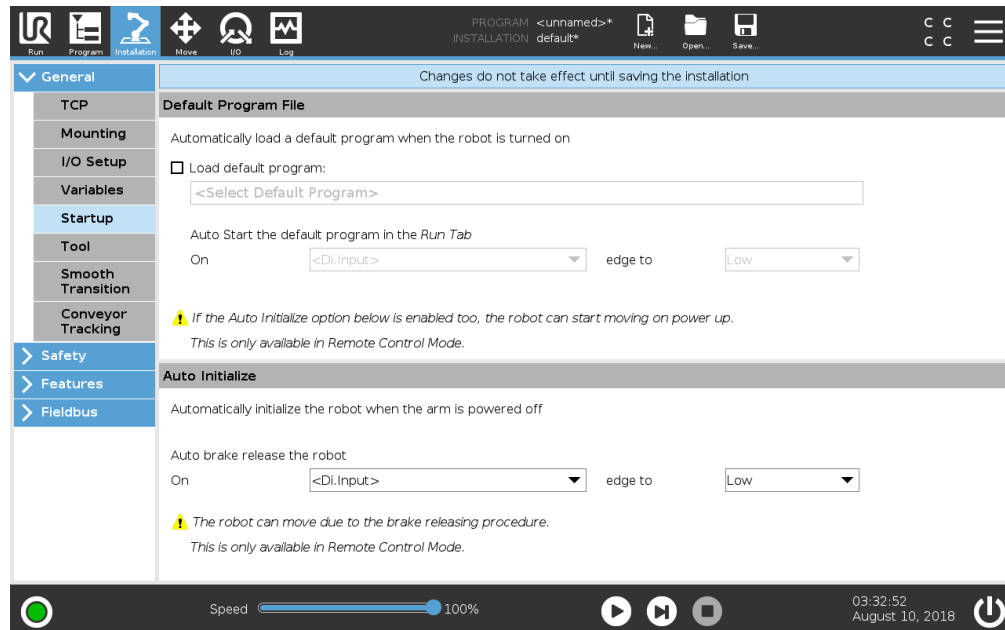 PROGRAM <unnamed>*
INSTALLATION default*
UR
Run
Program
Installation
Move
I/O
Log
New...
Open...
Save...
C C
C C
General
TCP
Mounting
I/O Setup
Variables
Startup
Tool
Smooth
Transition
Conveyor
Tracking
Safety
Features
Fieldbus
Changes do not take effect until saving the installation
Default Program File
Automatically load a default program when the robot is turned on
Load default program:
<Select Default Program>
Auto Start the default program in the Run Tab
On <Di.Input> edge to Low
If the Auto Initialize option below is enabled too, the robot can start moving on power up.
This is only available in Remote Control Mode.
Auto Initialize
Automatically initialize the robot when the arm is powered off
Auto brake release the robot
On <Di.Input> edge to Low
The robot can move due to the brake releasing procedure.
This is only available in Remote Control Mode.
Speed 100%
03:32:52
August 10, 2018